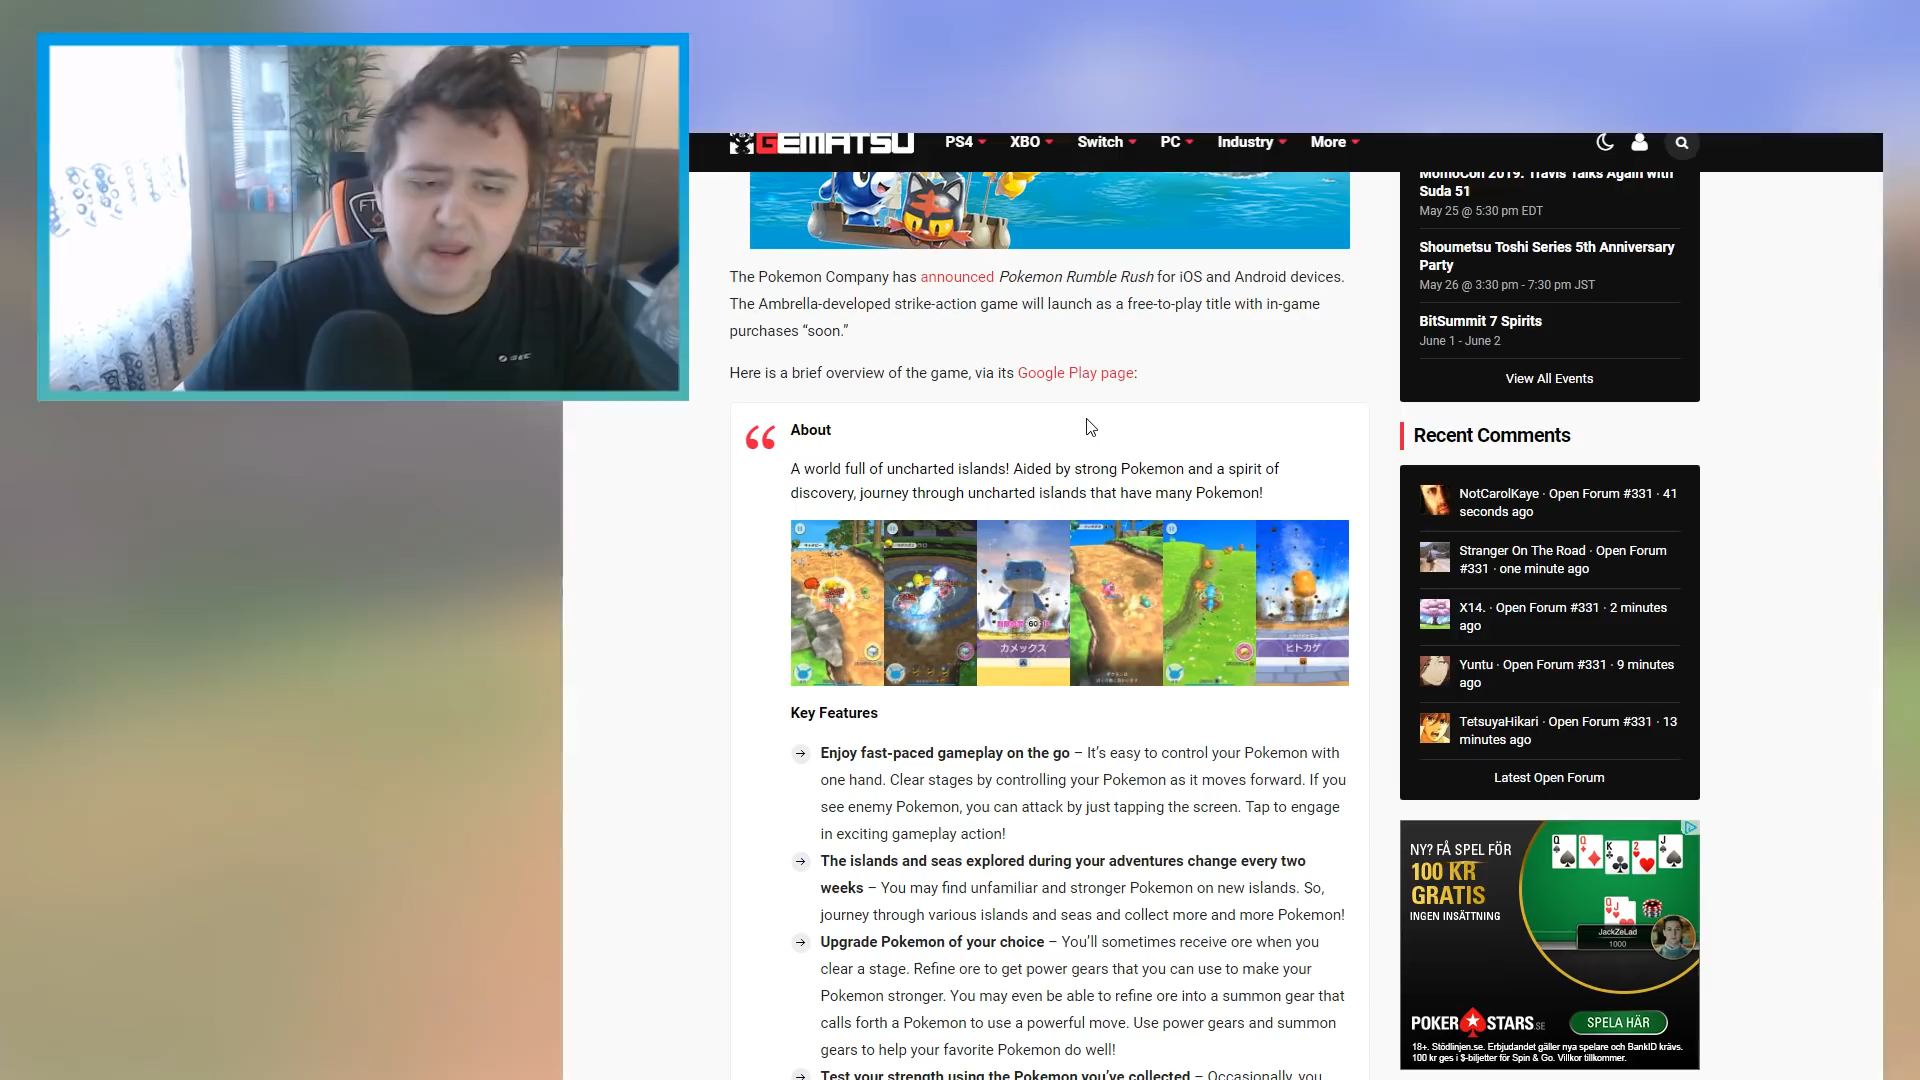 GEMATSU PS4 XBO Switch PC Industry More
The Pokemon Company has announced Pokemon Rumble Rush for iOS and Android devices.
The Ambrella-developed strike-action game will launch as a free-to-play title with in-game
purchases “soon.”
Here is a brief overview of the game, via its Google Play page:
About
A world full of uncharted islands! Aided by strong Pokemon and a spirit of
discovery, journey through uncharted islands that have many Pokemon!
カメックス
ヒトカゲ
Key Features
Enjoy fast-paced gameplay on the go – It’s easy to control your Pokemon with
one hand. Clear stages by controlling your Pokemon as it moves forward. If you
see enemy Pokemon, you can attack by just tapping the screen. Tap to engage
in exciting gameplay action!
The islands and seas explored during your adventures change every two
weeks – You may find unfamiliar and stronger Pokemon on new islands. So,
journey through various islands and seas and collect more and more Pokemon!
Upgrade Pokemon of your choice – You’ll sometimes receive ore when you
clear a stage. Refine ore to get power gears that you can use to make your
Pokemon stronger. You may even be able to refine ore into a summon gear that
calls forth a Pokemon to use a powerful move. Use power gears and summon
gears to help your favorite Pokemon do well!
Test your strength using the Pokemon you’ve collected – Occasionally, you
MomoCon 2019: Travis Talks Again with
Suda 51
May 25 @ 5:30 pm EDT
Shoumetsu Toshi Series 5th Anniversary
Party
May 26 @ 3:30 pm - 7:30 pm JST
BitSummit 7 Spirits
June 1 - June 2
View All Events
Recent Comments
NotCarolKaye · Open Forum #331 · 41
seconds ago
Stranger On The Road · Open Forum
#331 · one minute ago
X14. · Open Forum #331 · 2 minutes
ago
Yuntu · Open Forum #331 · 9 minutes
ago
TetsuyaHikari · Open Forum #331 · 13
minutes ago
Latest Open Forum
NY? FÅ SPEL FÖR
100 KR
GRATIS
INGEN INSÄTTNING
Q Q K 2 J
Q J
JackZeLad
1000
POKERSTARS.SE
SPELA HÄR
18+. Stödlinjen.se. Erbjudandet gäller nya spelare och BankID krävs.
100 kr ges i $-biljetter för Spin & Go. Villkor tillkommer.